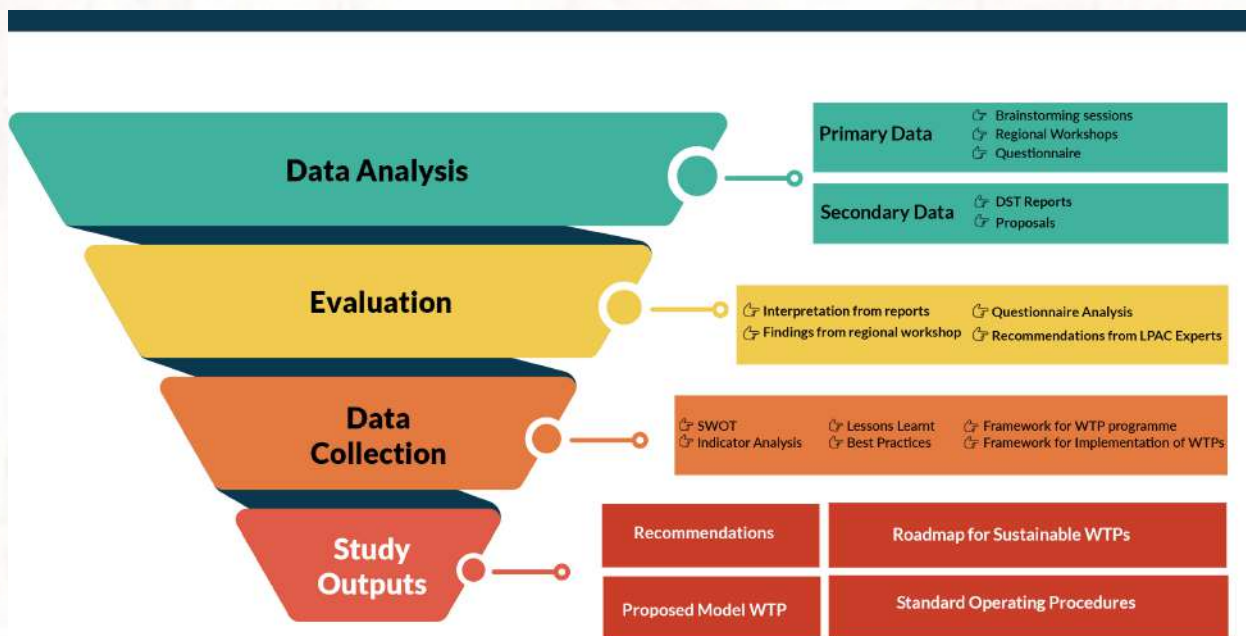 Data Analysis
Primary Data
Brainstorming sessions
Regional Workshops
Questionnaire
Secondary Data
DST Reports
Proposals
Evaluation
Interpretation from reports
Findings from regional workshop
Questionnaire Analysis
Recommendations from LPAC Experts
Data
Collection
SWOT
Indicator Analysis
Lessons Learnt
Best Practices
Framework for WTP programme
Framework for Implementation of WTPs
Study
Outputs
Recommendations
Roadmap for Sustainable WTPs
Proposed Model WTP
Standard Operating Procedures